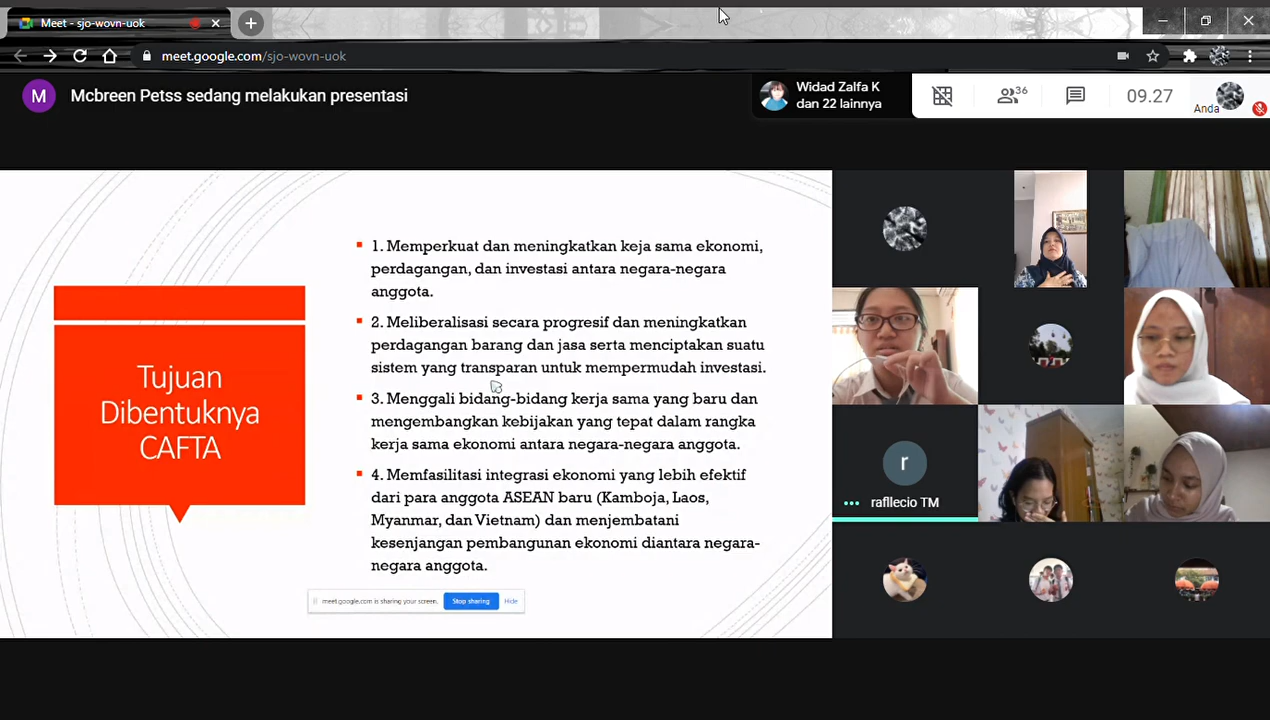 Meet - sjo-wovn-uok
meet.google.com/sjo-wovn-uok
M
Mcbreen Petss sedang melakukan presentasi
Widad Zalfa K
dan 22 lainnya
36
09.27
Anda
Tujuan
Dibentuknya
CAFTA
1. Memperkuat dan meningkatkan keja sama ekonomi,
perdagangan, dan investasi antara negara-negara
anggota.
2. Meliberalisasi secara progresif dan meningkatkan
perdagangan barang dan jasa serta menciptakan suatu
sistem yang transparan untuk mempermudah investasi.
3. Menggali bidang-bidang kerja sama yang baru dan
mengembangkan kebijakan yang tepat dalam rangka
kerja sama ekonomi antara negara-negara anggota.
4. Memfasilitasi integrasi ekonomi yang lebih efektif
dari para anggota ASEAN baru (Kamboja, Laos,
Myanmar, dan Vietnam) dan menjembatani
kesenjangan pembangunan ekonomi diantara negara-
negara anggota.
meet.google.com is sharing your screen.
Stop sharing
Hide
r
rafllecio TM